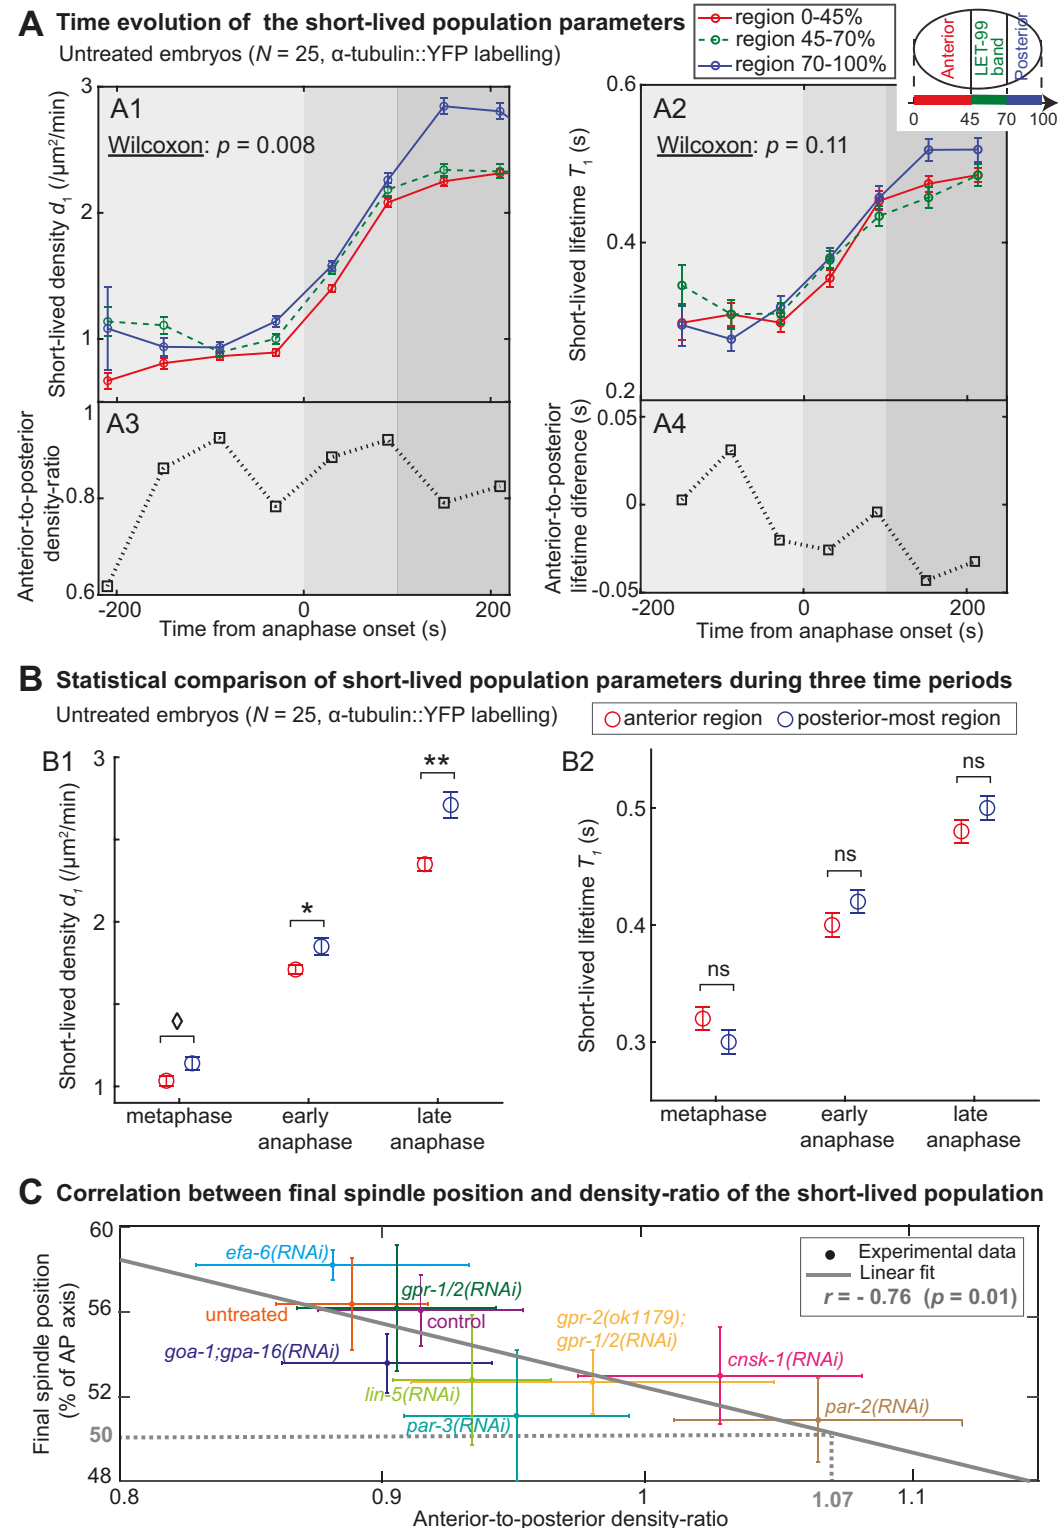 A Time evolution of the short-lived population parameters
Untreated embryos (N = 25, α-tubulin::YFP labelling)
region 0-45%
region 45-70%
region 70-100%
Anterior
LET-99
band
Posterior
0 45 70 100
A1
Wilcoxon: p = 0.008
Short-lived density d1 (/µm²/min)
3
2
1
A2
Wilcoxon: p = 0.11
Short-lived lifetime T1 (s)
0.6
0.4
0.2
A3
Anterior-to-posterior
density-ratio
1
0.8
0.6
-200 0 200
Time from anaphase onset (s)
A4
Anterior-to-posterior
lifetime diference (s)
0.05
0
-0.05
-200 0 200
Time from anaphase onset (s)
B Statistical comparison of short-lived population parameters during three time periods
Untreated embryos (N = 25, α-tubulin::YFP labelling)
anterior region posterior-most region
B1
Short-lived density d1 (/µm²/min)
3
2
1
◊
*
**
metaphase
early
anaphase
late
anaphase
B2
Short-lived lifetime T1 (s)
0.5
0.4
0.3
ns
ns
ns
metaphase
early
anaphase
late
anaphase
C Correlation between final spindle position and density-ratio of the short-lived population
Final spindle position
(% of AP axis)
60
56
52
50
48
efa-6(RNAi)
untreated
gpr-1/2(RNAi)
control
goa-1;gpa-16(RNAi)
lin-5(RNAi)
par-3(RNAi)
gpr-2(ok1179);
gpr-1/2(RNAi)
cnsk-1(RNAi)
par-2(RNAi)
Experimental data
Linear fit
r = - 0.76 (p = 0.01)
0.8 0.9 1 1.07 1.1
Anterior-to-posterior density-ratio